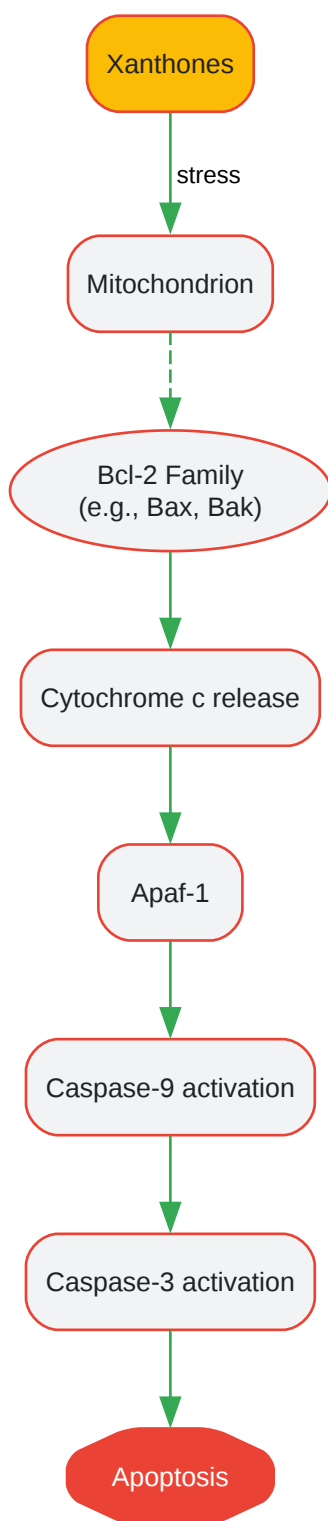 Xanthones
stress
Mitochondrion
Bcl-2 Family
(e.g., Bax, Bak)
Cytochrome c release
Apaf-1
Caspase-9 activation
Caspase-3 activation
Apoptosis